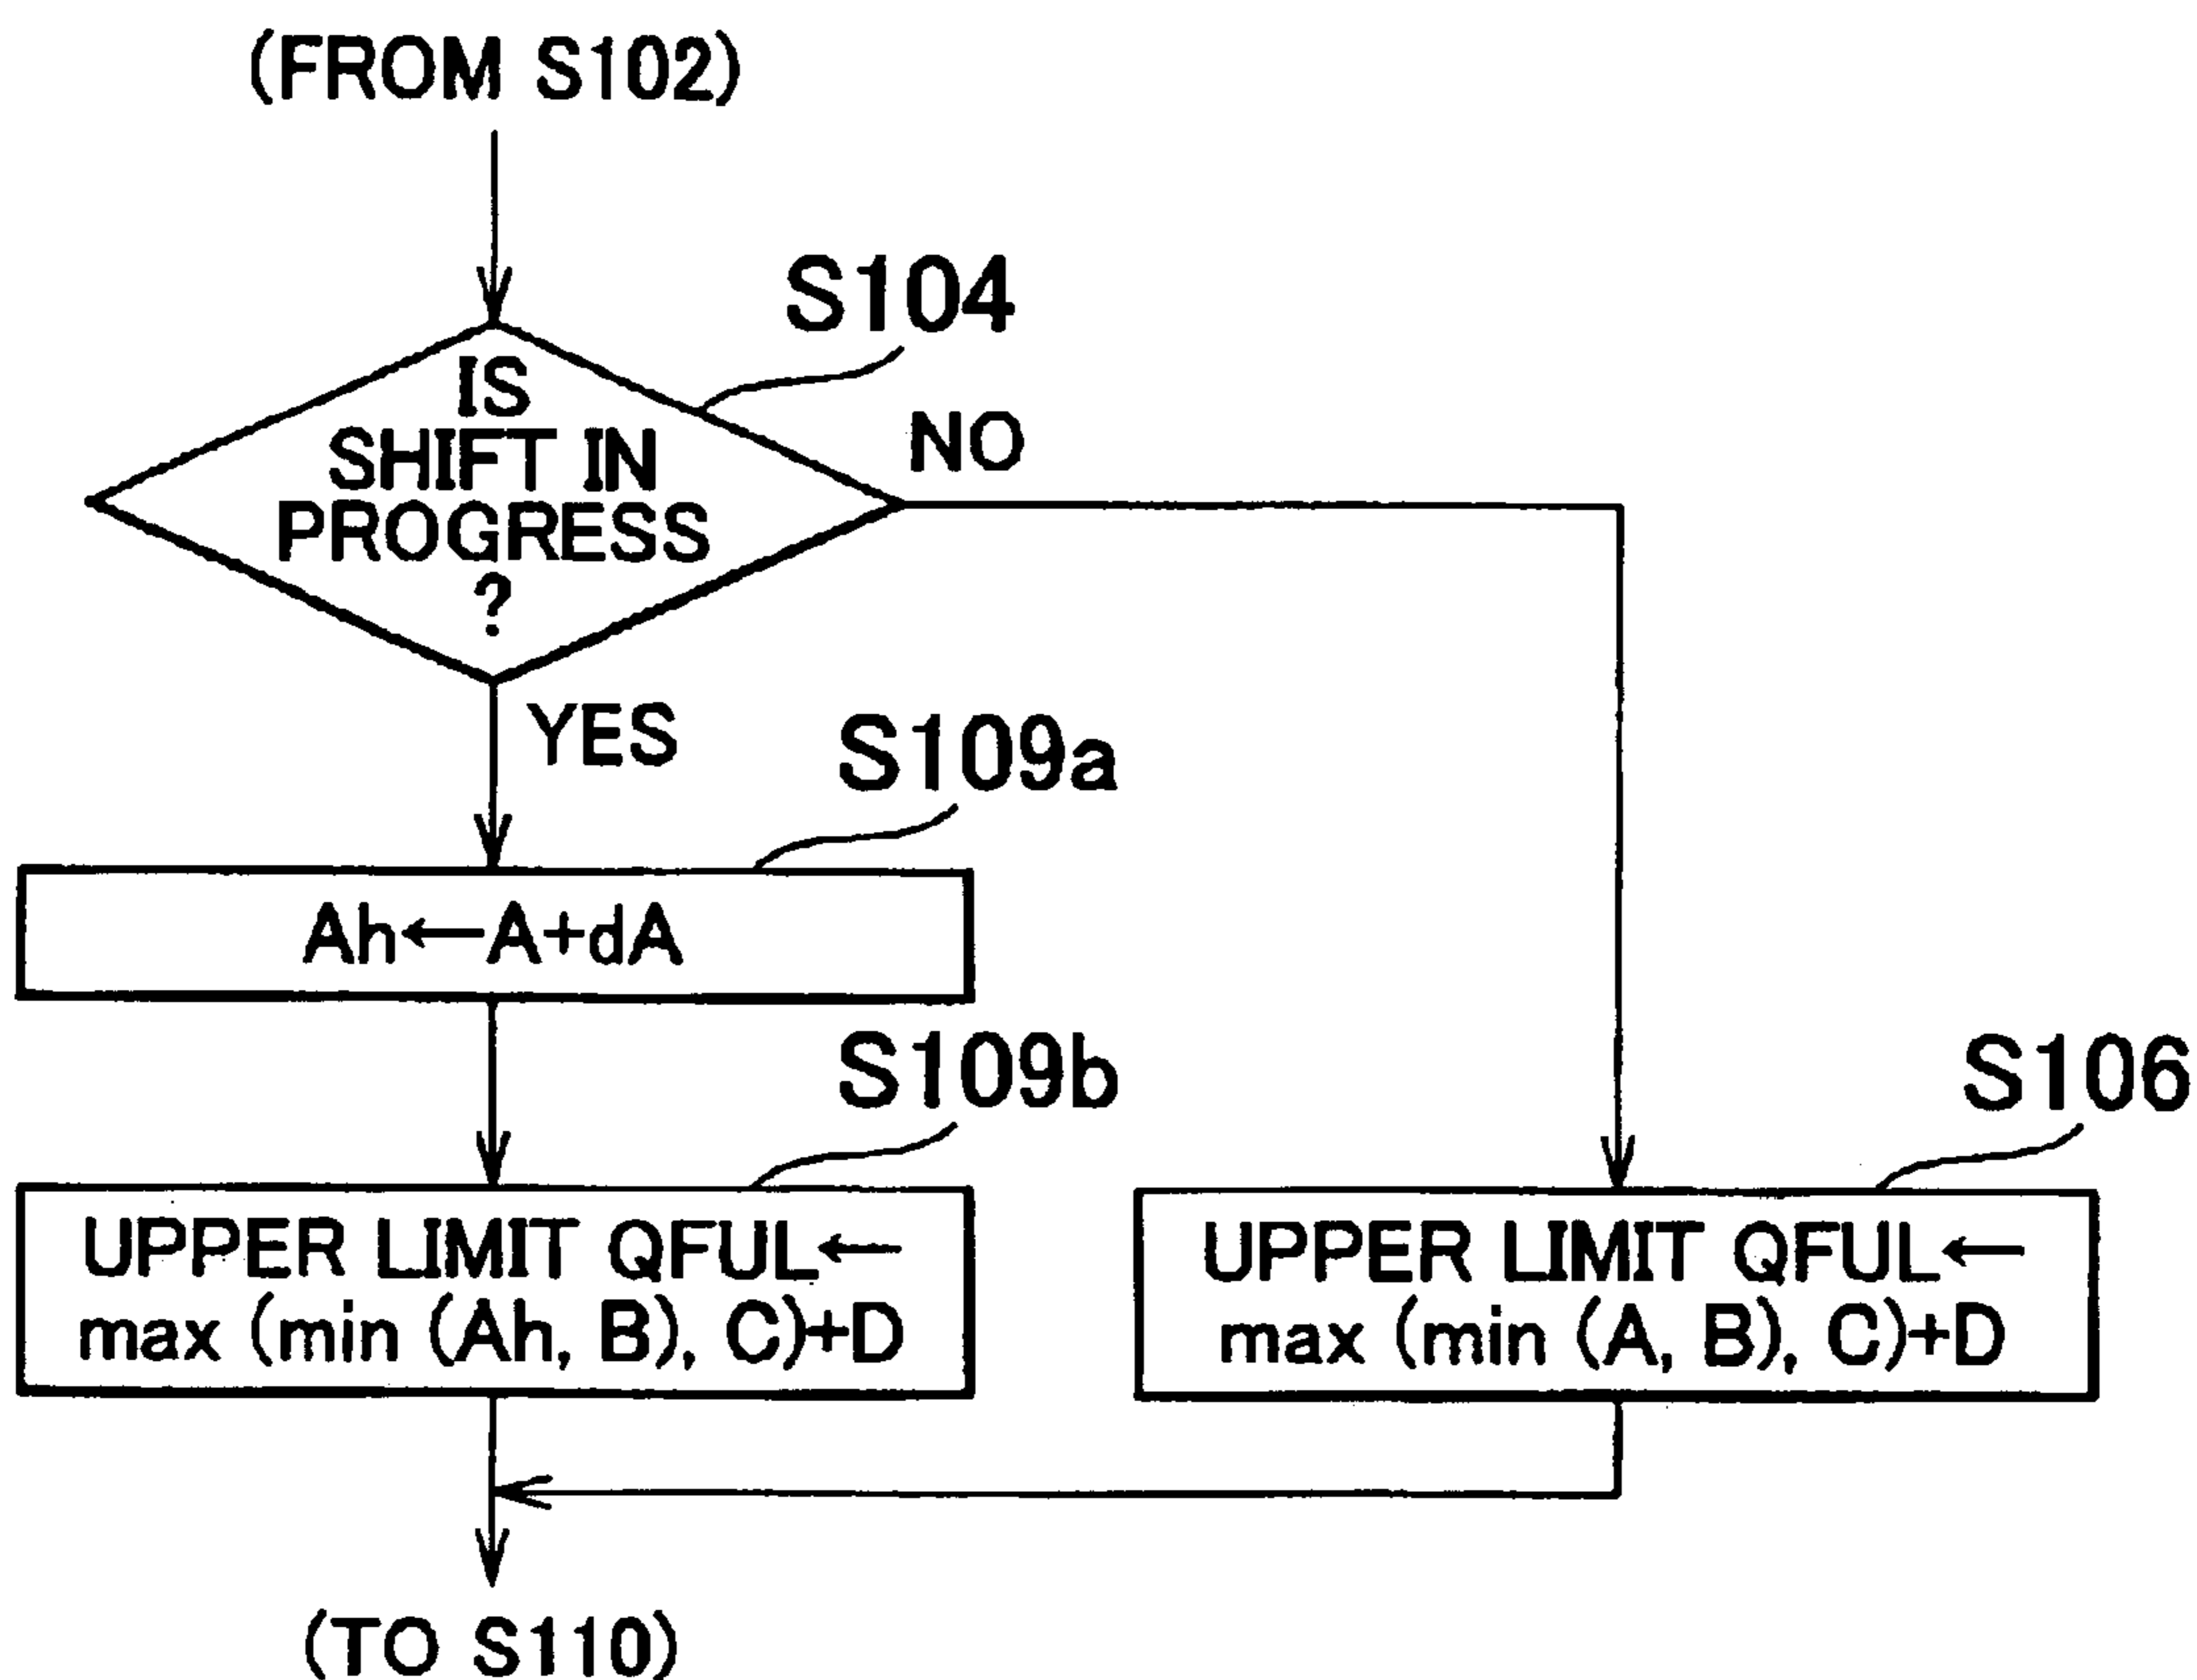 (FROM S102)
S104
IS
SHIFT IN
PROGRESS
?
NO
YES
S109a
Ah←A+dA
S109b
UPPER LIMIT QFUL←
max (min (Ah, B), C)+D
S106
UPPER LIMIT QFUL←
max (min (A, B), C)+D
(TO S110)